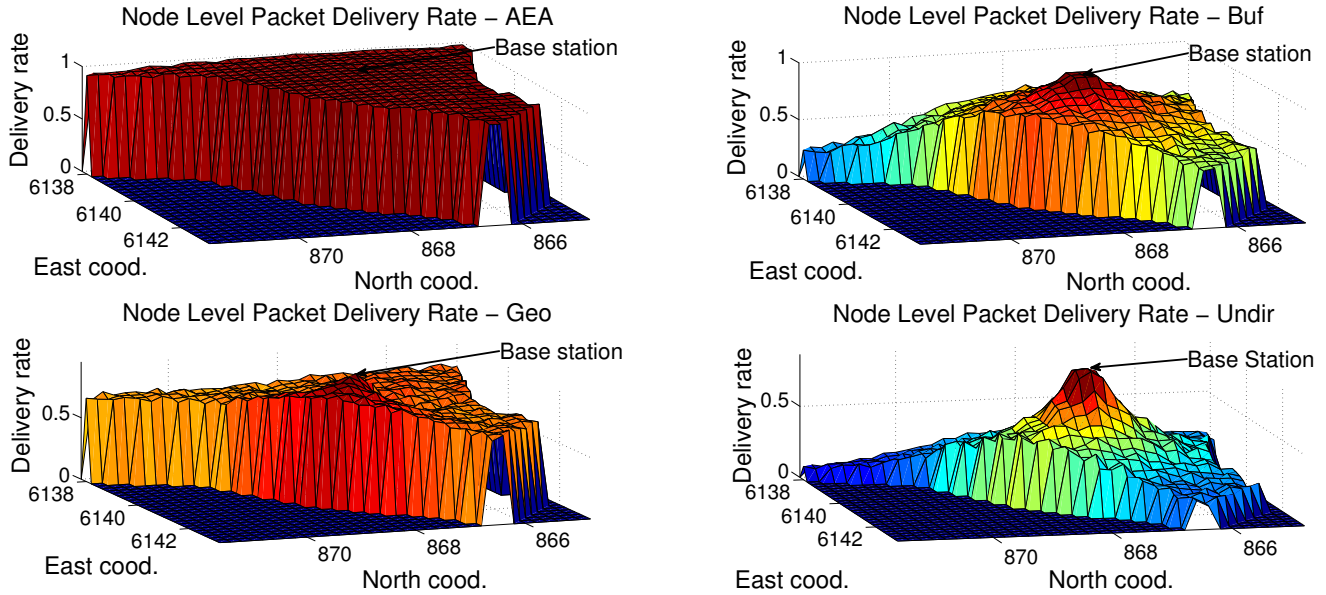 Node Level Packet Delivery Rate − AEA
Base station
Delivery rate
1
0.5
0
6138
6140
6142
East cood.
870
868
866
North cood.
Node Level Packet Delivery Rate − Buf
Base station
Delivery rate
1
0.5
0
6138
6140
6142
East cood.
870
868
866
North cood.
Node Level Packet Delivery Rate − Geo
Base station
Delivery rate
0.5
0
6138
6140
6142
East cood.
870
868
866
North cood.
Node Level Packet Delivery Rate − Undir
Base Station
Delivery rate
0.5
0
6138
6140
6142
East cood.
870
868
866
North cood.